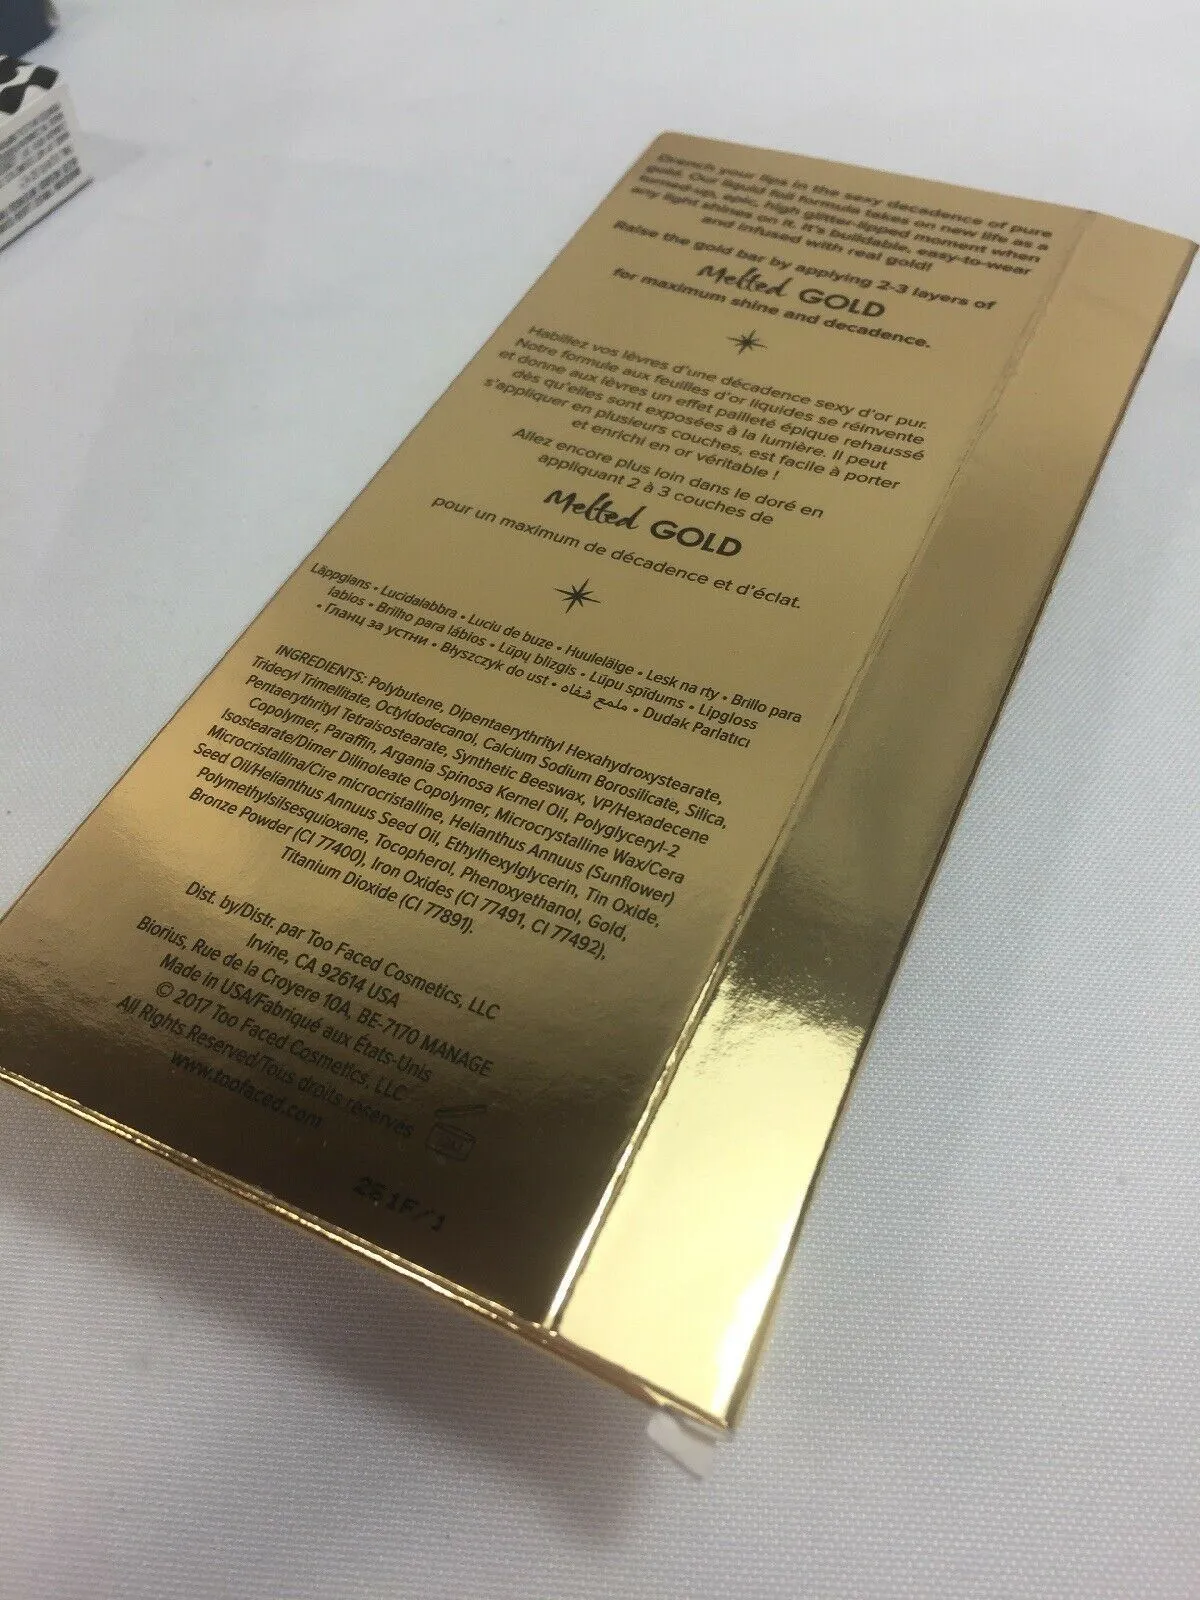 Drench your lips in the sexy decadence of pure
gold. Our liquid foil formula takes on new life as a
turned-up, epic, high glitter-lipped moment when
any light shines on it. It's buildable, easy-to-wear
and infused with real gold!
Raise the gold bar by applying 2-3 layers of
Melted GOLD
for maximum shine and decadence.
Habillez vos lèvres d'une décadence sexy d'or pur.
Notre formule aux feuilles d'or liquides se réinvente
et donne aux lèvres un effet pailleté épique rehaussé
dès qu'elles sont exposées à la lumière. Il peut
s'appliquer en plusieurs couches, est facile à porter
et enrichi en or véritable !
Allez encore plus loin dans le doré en
appliquant 2 à 3 couches de
Melted GOLD
pour un maximum de décadence et d'éclat.
Läppglans • Lucidalabbra • Luciu de buze • Huuleläige • Lesk na rty • Brillo para
labios • Brilho para lábios • Lūpų blizgis • Lūpu spīdums • Lipgloss
• Гланц за устни • Błyszczyk do ust • ملمع شفاه • Dudak Parlatıcı
INGREDIENTS: Polybutene, Dipentaerythrityl Hexahydroxystearate,
Tridecyl Trimellitate, Octyldodecanol, Calcium Sodium Borosilicate, Silica,
Pentaerythrityl Tetraisostearate, Synthetic Beeswax, VP/Hexadecene
Copolymer, Paraffin, Argania Spinosa Kernel Oil, Polyglyceryl-2
Isostearate/Dimer Dilinoleate Copolymer, Microcrystalline Wax/Cera
Microcristallina/Cire microcristalline, Helianthus Annuus (Sunflower)
Seed Oil/Helianthus Annuus Seed Oil, Ethylhexylglycerin, Tin Oxide,
Polymethylsilsesquioxane, Tocopherol, Phenoxyethanol, Gold,
Bronze Powder (CI 77400), Iron Oxides (CI 77491, CI 77492),
Titanium Dioxide (CI 77891).
Dist. by/Distr. par Too Faced Cosmetics, LLC
Irvine, CA 92614 USA
Biorius, Rue de la Croyere 10A, BE-7170 MANAGE
Made in USA/Fabriqué aux États-Unis
© 2017 Too Faced Cosmetics, LLC
All Rights Reserved/Tous droits réservés
www.toofaced.com